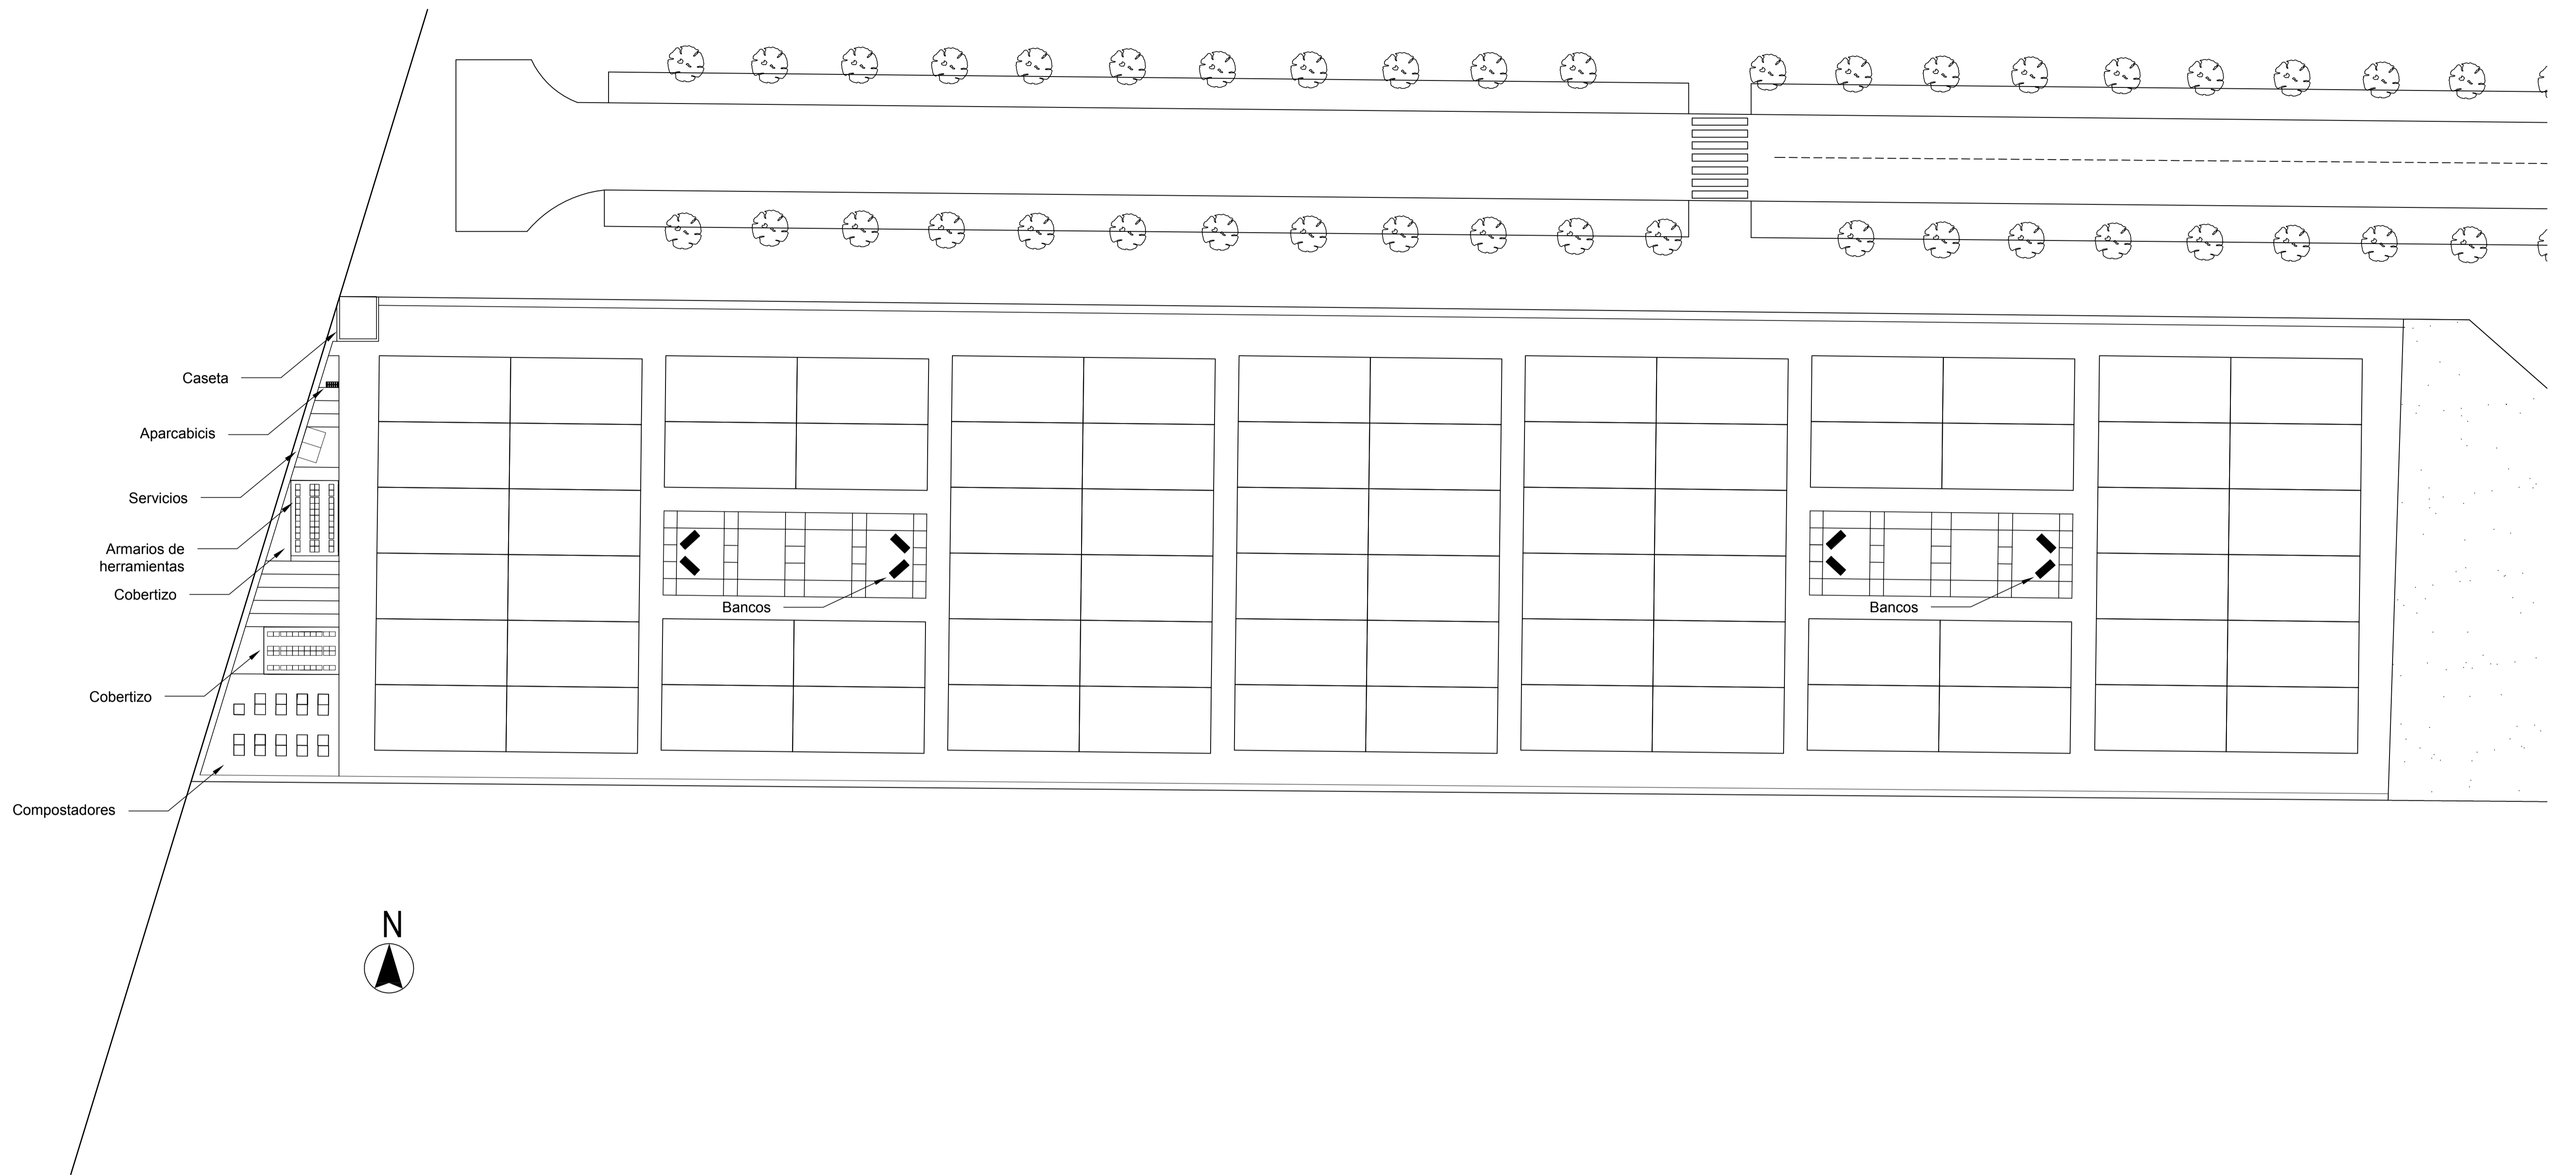 Caseta
Aparcabicis
Servicios
Armarios de
herramientas
Cobertizo
Bancos
Bancos
Cobertizo
Compostadores
N